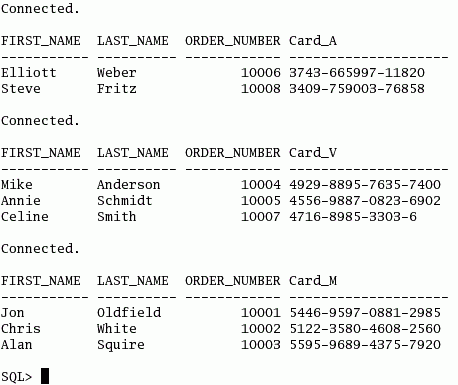 Connected.
FIRST_NAME  LAST_NAME  ORDER_NUMBER Card_A
----------- ---------- ------------ --------------------
Elliott     Weber             10006 3743-665997-11820
Steve       Fritz             10008 3409-759003-76858
Connected.
FIRST_NAME  LAST_NAME  ORDER_NUMBER Card_V
----------- ---------- ------------ --------------------
Mike        Anderson          10004 4929-8895-7635-7400
Annie       Schmidt           10005 4556-9887-0823-6902
Celine      Smith             10007 4716-8985-3303-6
Connected.
FIRST_NAME  LAST_NAME  ORDER_NUMBER Card_M
----------- ---------- ------------ --------------------
Jon         Oldfield          10001 5446-9597-0881-2985
Chris       White             10002 5122-3580-4608-2560
Alan        Squire            10003 5595-9689-4375-7920
SQL>